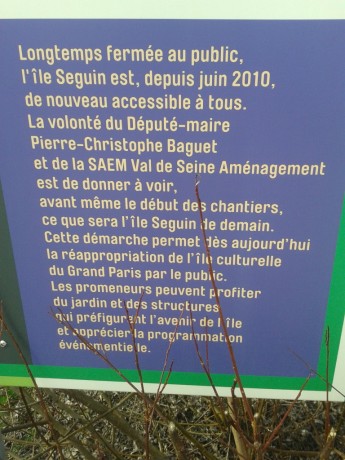 Longtemps fermée au public,
l'île Seguin est, depuis juin 2010,
de nouveau accessible à tous.
La volonté du Député-maire
Pierre-Christophe Baguet
et de la SAEM Val de Seine Aménagement
est de donner à voir,
avant même le début des chantiers,
ce que sera l'île Seguin de demain.
Cette démarche permet dès aujourd'hui
la réappropriation de l'île culturelle
du Grand Paris par le public.
Les promeneurs peuvent profiter
du jardin et des structures
qui préfigurent l'avenir de l'île
et apprécier la programmation
événementielle.